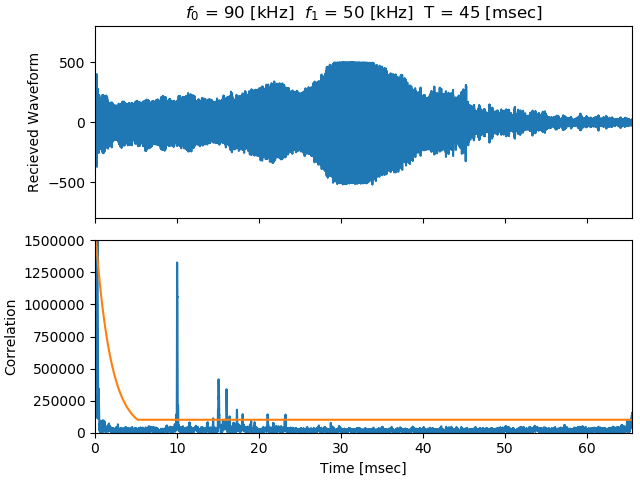 f₀ = 90 [kHz]  f₁ = 50 [kHz]  T = 45 [msec]
Recieved Waveform
500
0
−500
Correlation
1500000
1250000
1000000
750000
500000
250000
0
0 10 20 30 40 50 60
Time [msec]